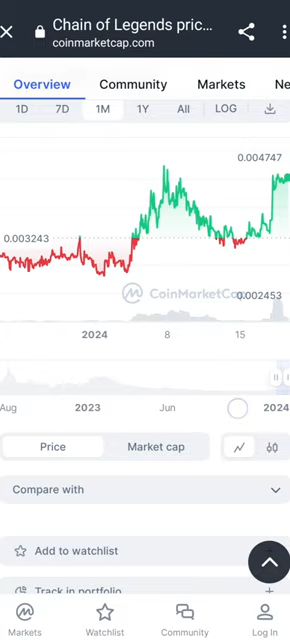 Chain of Legends pric...
coinmarketcap.com
Overview Community Markets Ne
1D 7D 1M 1Y All LOG
0.004747
0.003243
CoinMarketCap
0.002453
2024 8 15
Aug 2023 Jun 2024
Price Market cap
Compare with
Add to watchlist
Track in portfolio
Markets Watchlist Community Log In